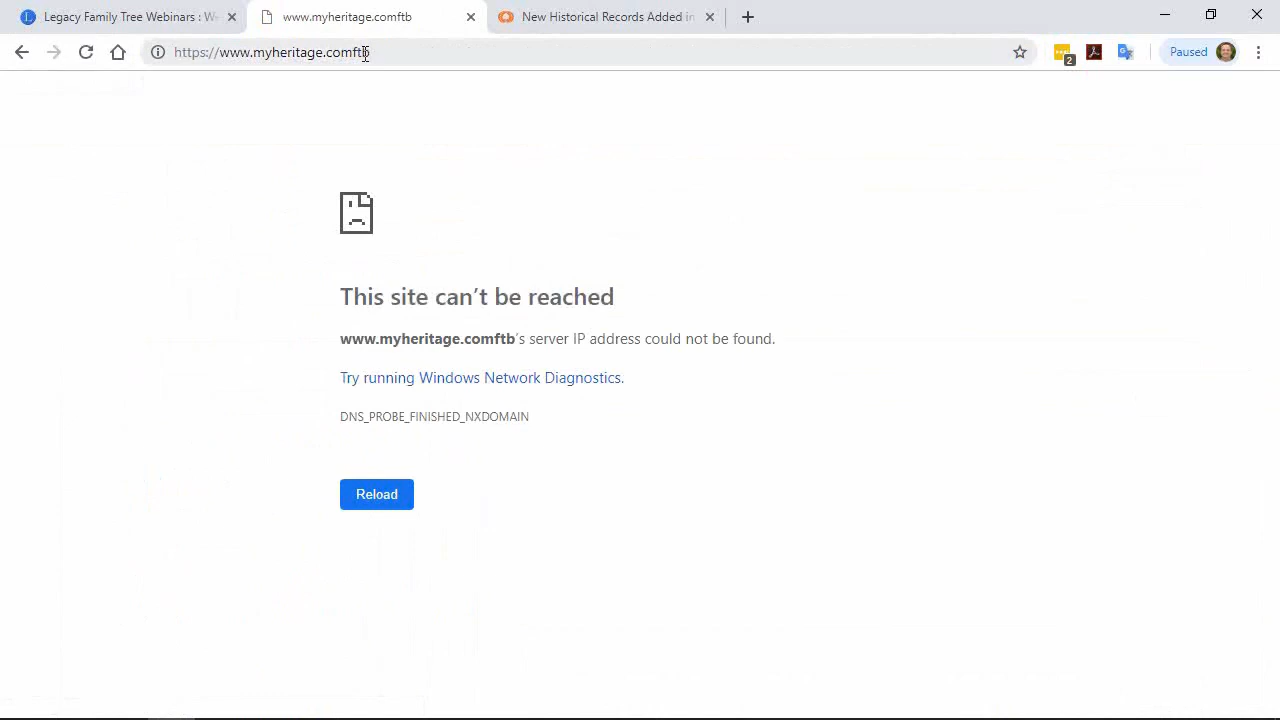 Legacy Family Tree Webinars : We
www.myheritage.comftb
New Historical Records Added in
https://www.myheritage.comftb
2
Paused
This site can’t be reached
www.myheritage.comftb’s server IP address could not be found.
Try running Windows Network Diagnostics.
DNS_PROBE_FINISHED_NXDOMAIN
Reload